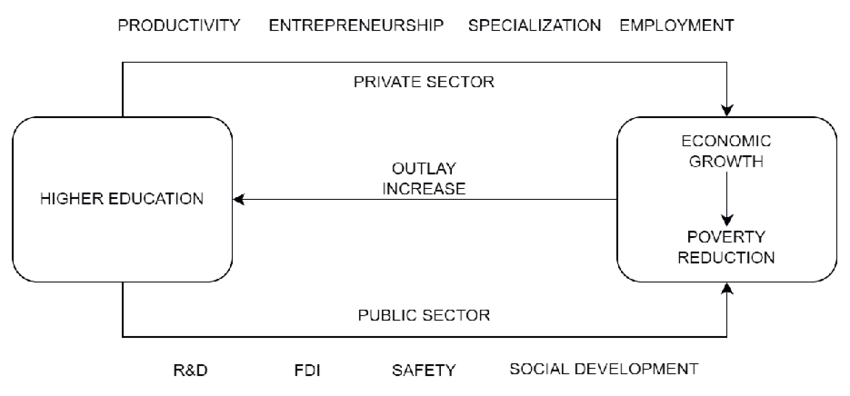 PRODUCTIVITY ENTREPRENEURSHIP SPECIALIZATION EMPLOYMENT
PRIVATE SECTOR
ECONOMIC
GROWTH
OUTLAY
INCREASE
HIGHER EDUCATION
POVERTY
REDUCTION
PUBLIC SECTOR
R&D FDI SAFETY SOCIAL DEVELOPMENT